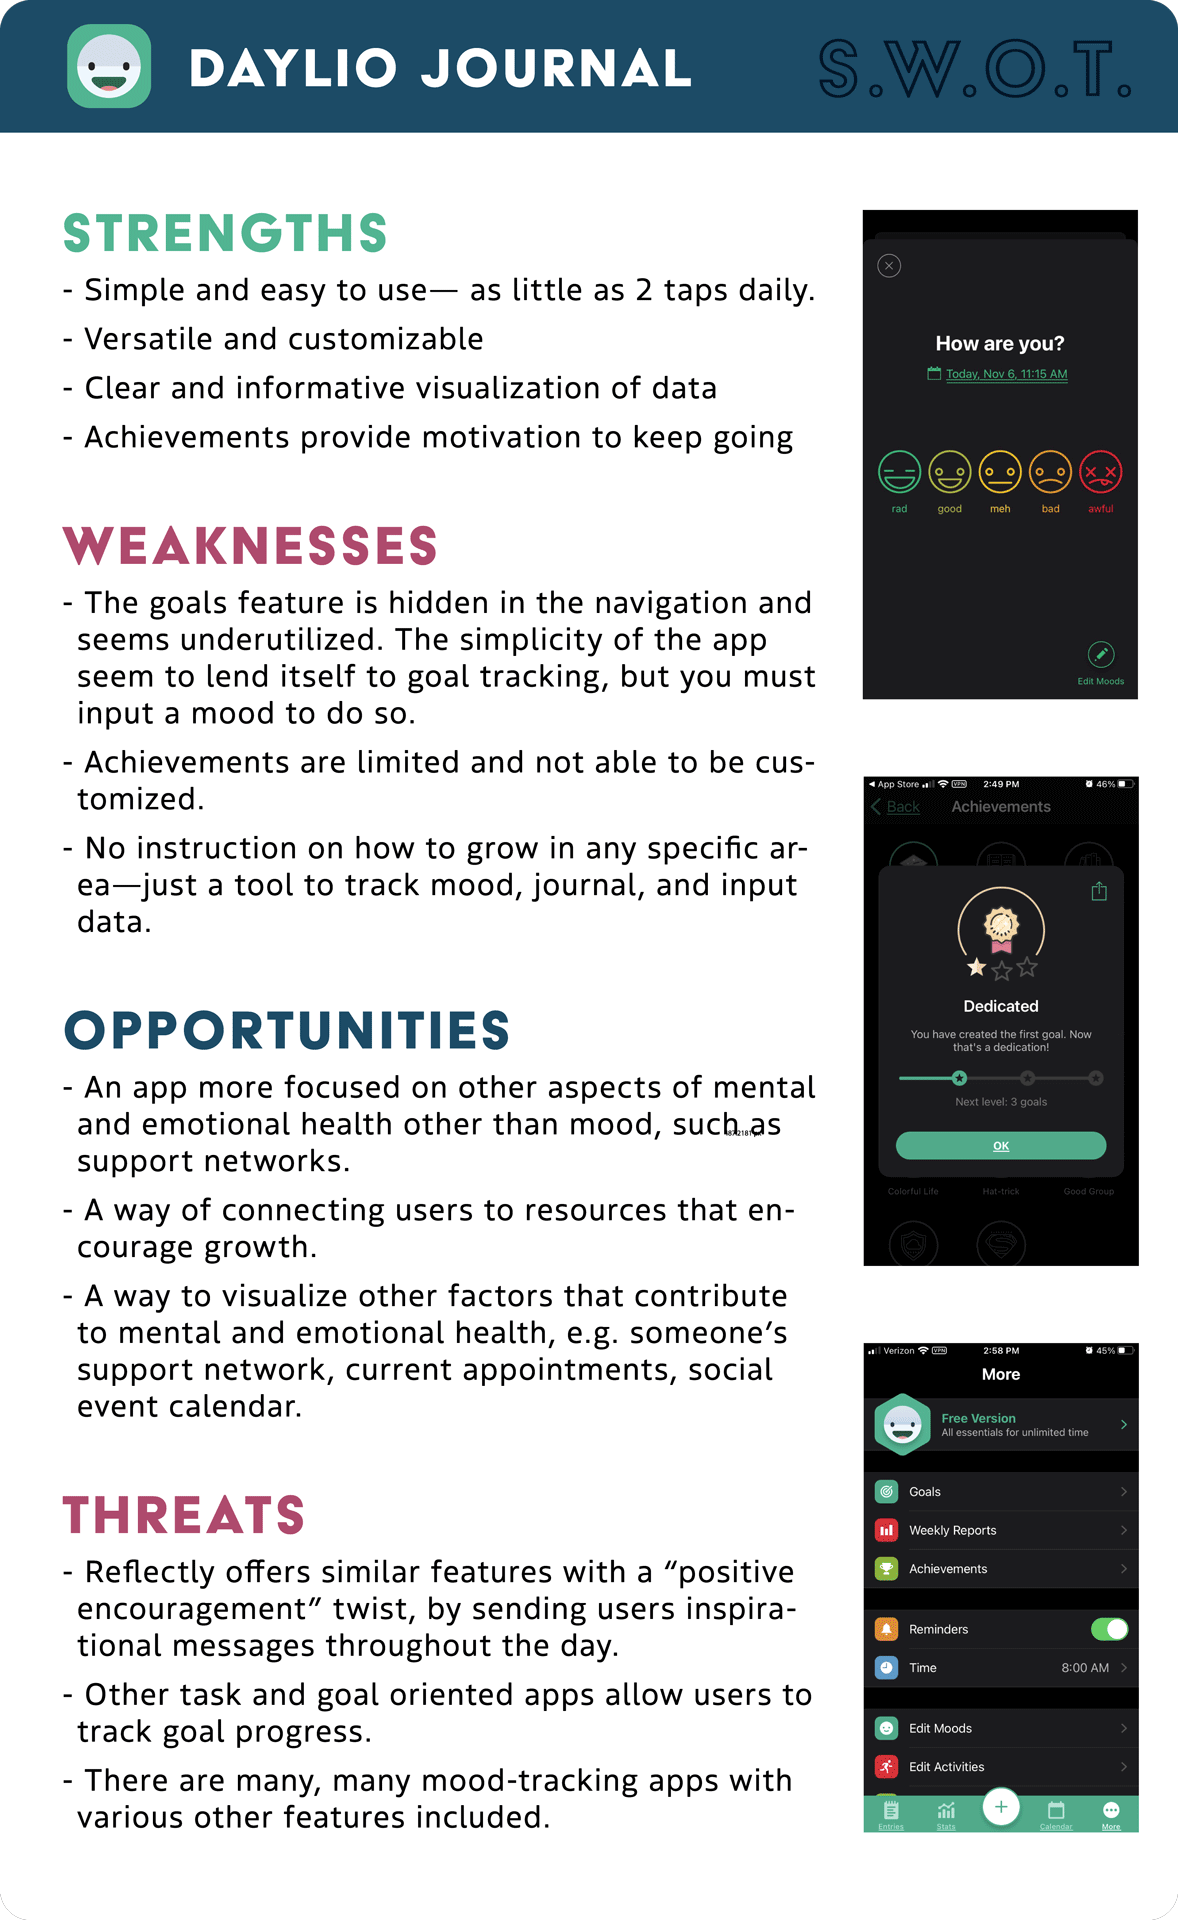 DAYLIO JOURNAL
S.W.O.T.
STRENGTHS
- Simple and easy to use— as little as 2 taps daily.
- Versatile and customizable
- Clear and informative visualization of data
- Achievements provide motivation to keep going
WEAKNESSES
- The goals feature is hidden in the navigation and
seems underutilized. The simplicity of the app
seem to lend itself to goal tracking, but you must
input a mood to do so.
- Achievements are limited and not able to be cus-
tomized.
- No instruction on how to grow in any specific ar-
ea—just a tool to track mood, journal, and input
data.
OPPORTUNITIES
- An app more focused on other aspects of mental
and emotional health other than mood, such as
support networks.
- A way of connecting users to resources that en-
courage growth.
- A way to visualize other factors that contribute
to mental and emotional health, e.g. someone’s
support network, current appointments, social
event calendar.
THREATS
- Reflectly offers similar features with a “positive
encouragement” twist, by sending users inspira-
tional messages throughout the day.
- Other task and goal oriented apps allow users to
track goal progress.
- There are many, many mood-tracking apps with
various other features included.
How are you?
Today, Nov 6, 11:15 AM
rad good meh bad awful
Edit Moods
App Store VPN 2:49 PM 46%
Back Achievements
Dedicated
You have created the first goal. Now
that's a dedication!
Next level: 3 goals
OK
Colorful Life Hat-trick Good Group
Verizon VPN 2:58 PM 45%
More
Free Version
All essentials for unlimited time
Goals
Weekly Reports
Achievements
Reminders
Time 8:00 AM
Edit Moods
Edit Activities
Entries Stats + Calendar More